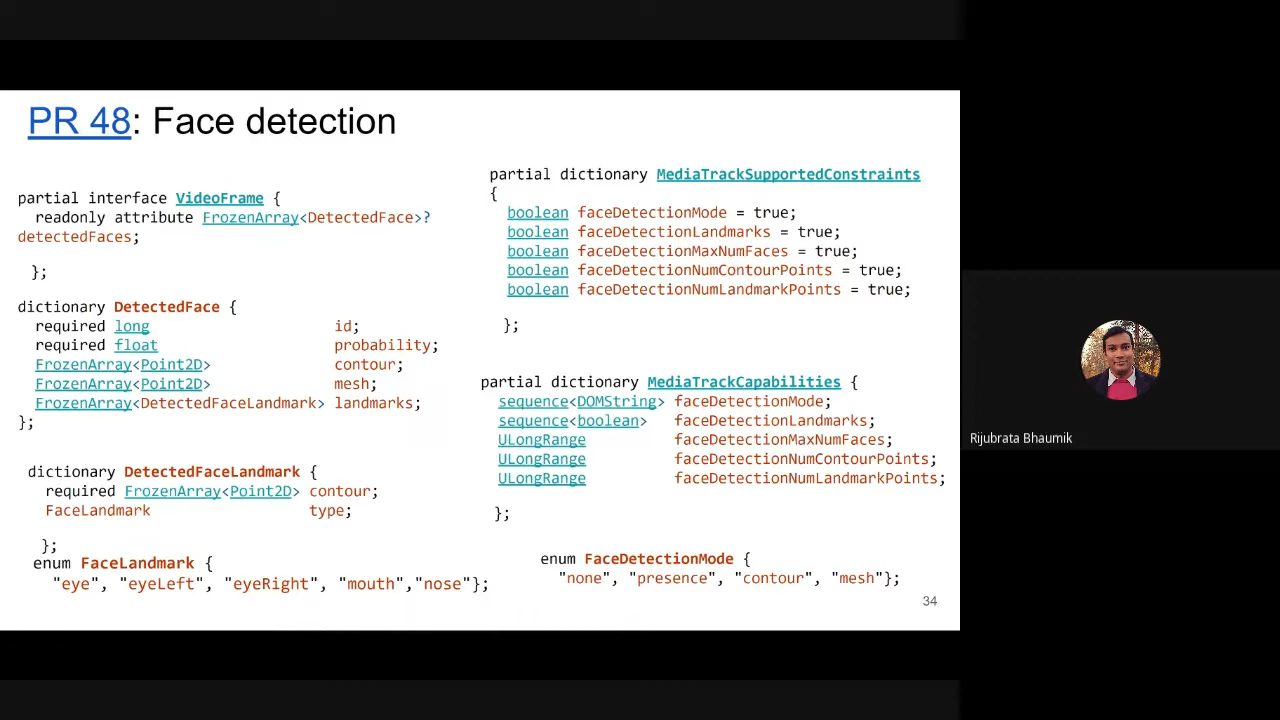 PR 48: Face detection
partial interface VideoFrame {
readonly attribute FrozenArray<DetectedFace>?
detectedFaces;
};
dictionary DetectedFace {
required long id;
required float probability;
FrozenArray<Point2D> contour;
FrozenArray<Point2D> mesh;
FrozenArray<DetectedFaceLandmark> landmarks;
};
dictionary DetectedFaceLandmark {
required FrozenArray<Point2D> contour;
FaceLandmark type;
};
enum FaceLandmark {
"eye", "eyeLeft", "eyeRight", "mouth","nose"};
partial dictionary MediaTrackSupportedConstraints
{
boolean faceDetectionMode = true;
boolean faceDetectionLandmarks = true;
boolean faceDetectionMaxNumFaces = true;
boolean faceDetectionNumContourPoints = true;
boolean faceDetectionNumLandmarkPoints = true;
};
partial dictionary MediaTrackCapabilities {
sequence<DOMString> faceDetectionMode;
sequence<boolean> faceDetectionLandmarks;
ULongRange faceDetectionMaxNumFaces;
ULongRange faceDetectionNumContourPoints;
ULongRange faceDetectionNumLandmarkPoints;
};
enum FaceDetectionMode {
"none", "presence", "contour", "mesh"};
34
Rijubrata Bhaumik